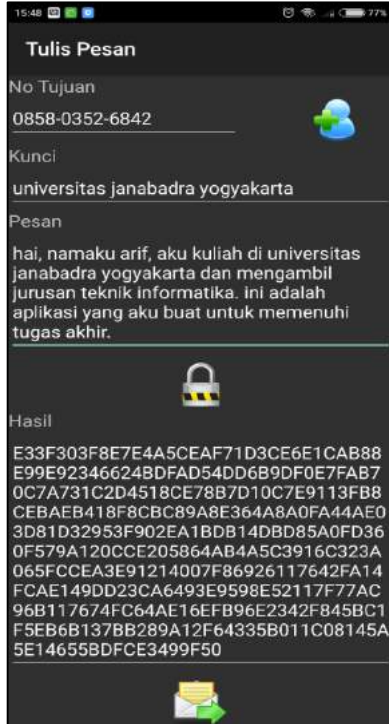 15:48
77%
Tulis Pesan
No Tujuan
0858-0352-6842
Kunci
universitas janabadra yogyakarta
Pesan
hai, namaku arif, aku kuliah di universitas
janabadra yogyakarta dan mengambil
jurusan teknik informatika. ini adalah
aplikasi yang aku buat untuk memenuhi
tugas akhir.
Hasil
E33F303F8E7E4A5CEAF71D3CE6E1CAB88
E99E92346624BDFAD54DD6B9DF0E7FAB7
0C7A731C2D4518CE78B7D10C7E9113FB8
CEBAEB418F8CBC89A8E364A8A0FA44AE0
3D81D32953F902EA1BDB14DBD85A0FD36
0F579A120CCE205864AB4A5C3916C323A
065FCCEA3E91214007F86926117642FA14
FCAE149DD23CA6493E9598E52117F77AC
96B117674FC64AE16EFB96E2342F845BC1
F5EB6B137BB289A12F64335B011C08145A
5E14655BDFCE3499F50